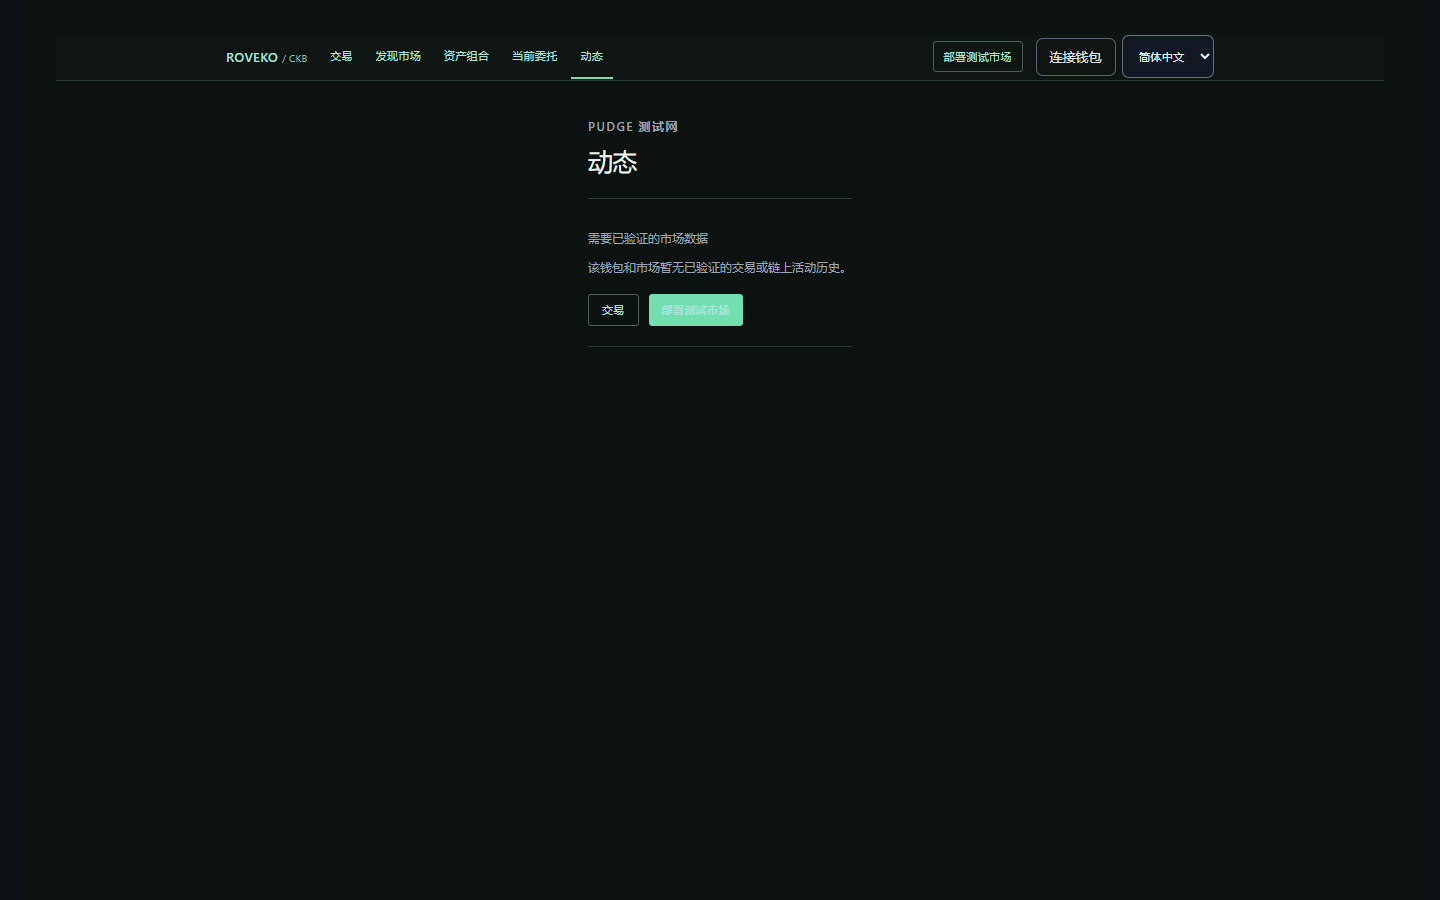 ROVEKO / CKB 交易 发现市场 资产组合 当前委托 动态 部署测试市场 连接钱包 简体中文
PUDGE 测试网
动态
需要已验证的市场数据
该钱包和市场暂无已验证的交易或链上活动历史。
交易 部署测试市场